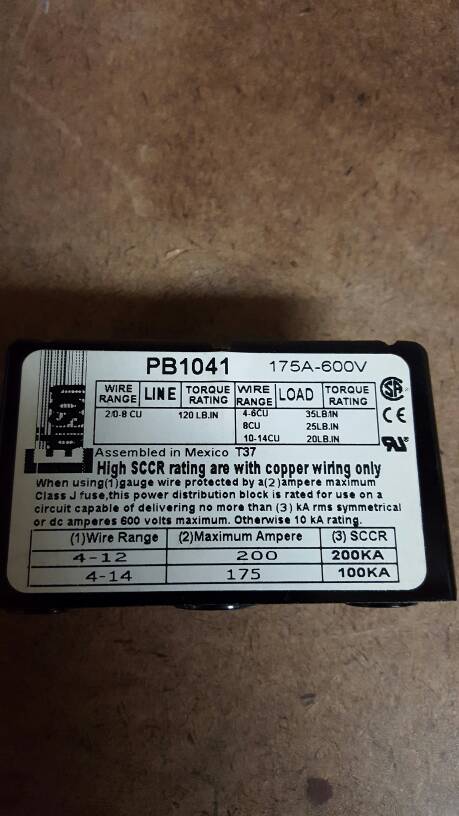 PB1041 175A-600V
WIRE RANGE LINE TORQUE RATING WIRE RANGE LOAD TORQUE RATING
2/0-8 CU 120 LB.IN 4-6CU 35LB.IN
8CU 25LB.IN
10-14CU 20LB.IN
Assembled in Mexico T37
High SCCR rating are with copper wiring only
When using(1)gauge wire protected by a(2)ampere maximum
Class J fuse,this power distribution block is rated for use on a
circuit capable of delivering no more than (3) kA rms symmetrical
or dc amperes 600 volts maximum. Otherwise 10 kA rating.
(1)Wire Range (2)Maximum Ampere (3) SCCR
4-12 200 200KA
4-14 175 100KA
SA
CE
UR
us